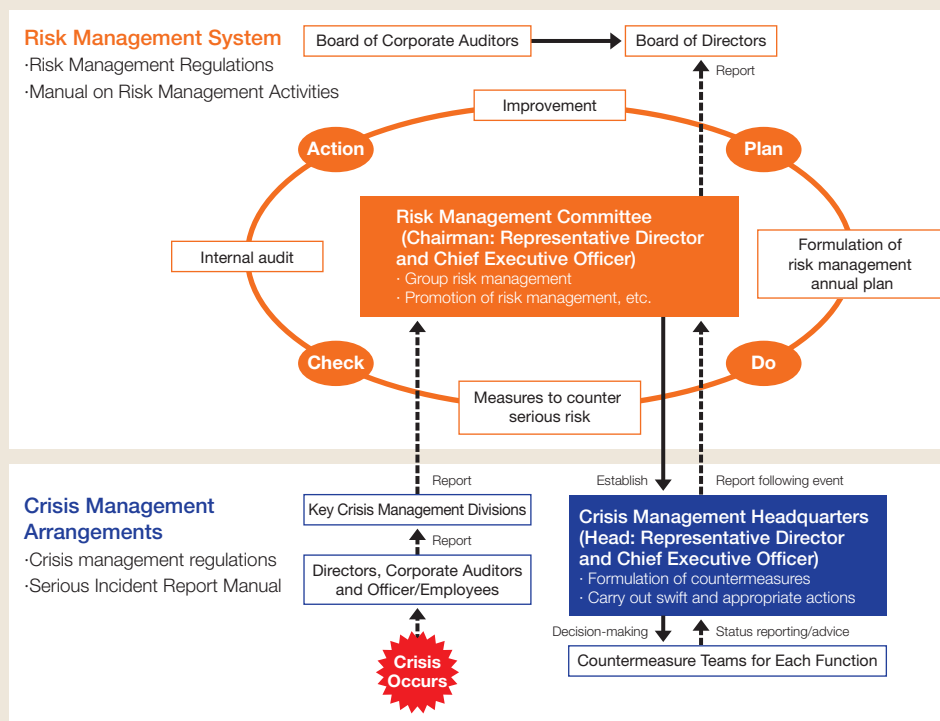 Risk Management System
·Risk Management Regulations
·Manual on Risk Management Activities
Board of Corporate Auditors
Board of Directors
Report
Improvement
Action
Plan
Risk Management Committee
(Chairman: Representative Director
and Chief Executive Officer)
· Group risk management
· Promotion of risk management, etc.
Internal audit
Formulation of
risk management
annual plan
Check
Do
Measures to counter
serious risk
Crisis Management
Arrangements
·Crisis management regulations
·Serious Incident Report Manual
Report
Key Crisis Management Divisions
Report
Directors, Corporate Auditors
and Officer/Employees
Crisis
Occurs
Establish
Report following event
Crisis Management Headquarters
(Head: Representative Director
and Chief Executive Officer)
· Formulation of countermeasures
· Carry out swift and appropriate actions
Decision-making
Status reporting/advice
Countermeasure Teams for Each Function